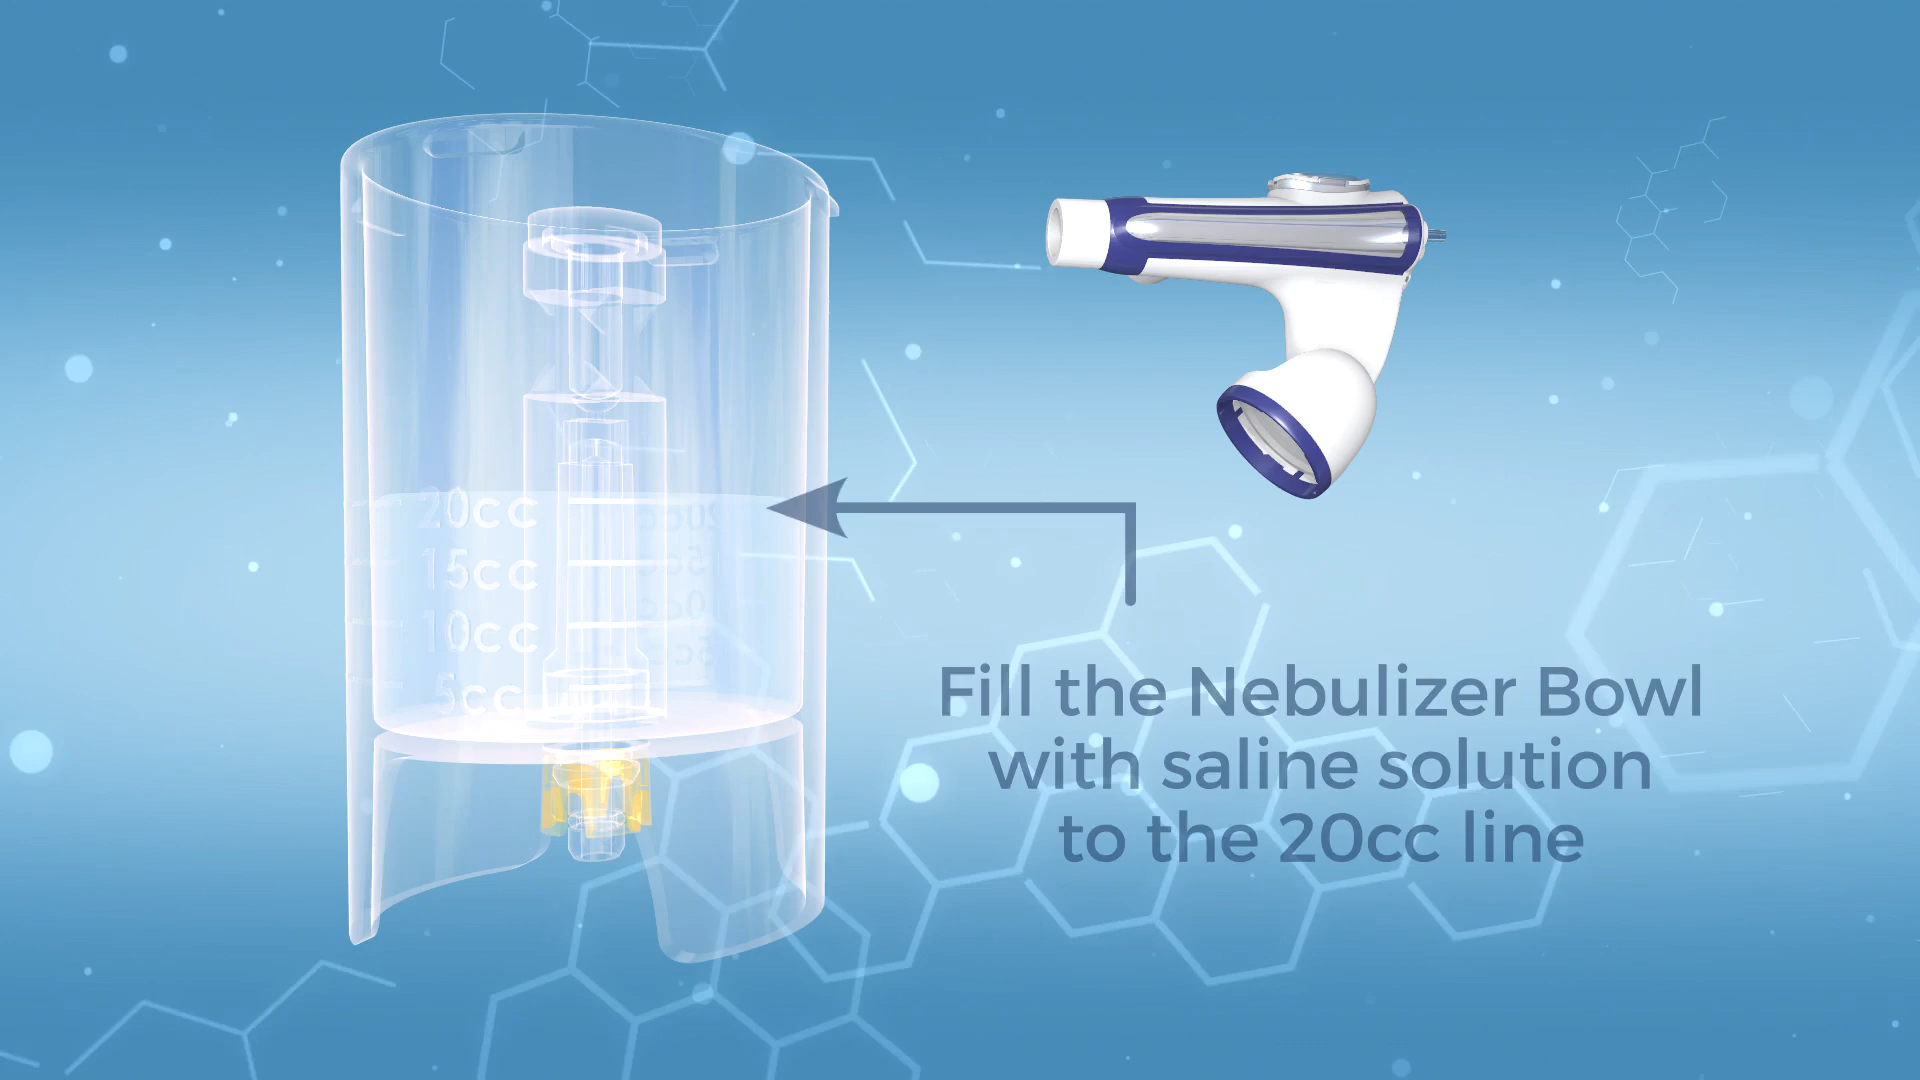 20cc
15cc
10cc
5cc
Fill the Nebulizer Bowl
with saline solution
to the 20cc line